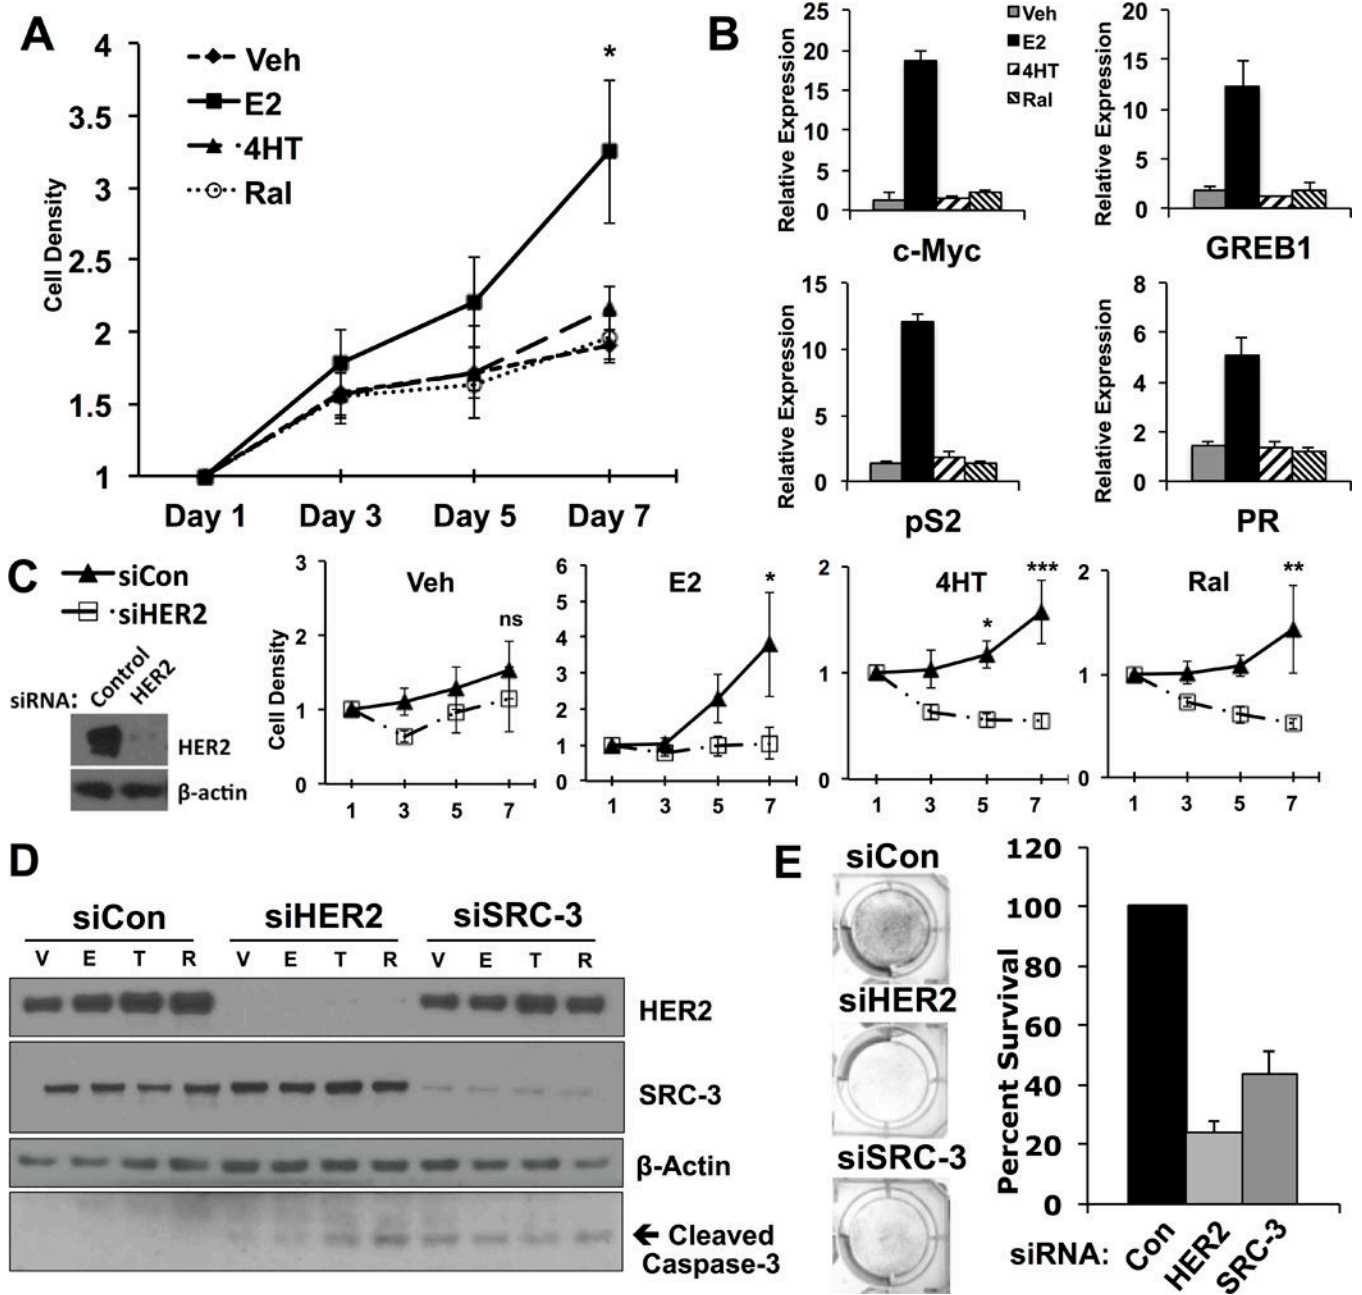 A
Veh
E2
4HT
Ral
*
Cell Density
4
3.5
3
2.5
2
1.5
1
Day 1 Day 3 Day 5 Day 7
B
Veh
E2
4HT
Ral
Relative Expression
25
20
15
10
5
0
c-Myc
Relative Expression
20
15
10
5
0
GREB1
Relative Expression
15
10
5
0
pS2
Relative Expression
8
6
4
2
0
PR
C
siCon
siHER2
siRNA: Control HER2
HER2
β-actin
Veh
Cell Density
3
2
1
0
ns
1 3 5 7
E2
6
5
4
3
2
1
0
*
1 3 5 7
4HT
2
1
0
*
***
1 3 5 7
Ral
2
1
0
**
1 3 5 7
D
siCon siHER2 siSRC-3
V E T R V E T R V E T R
HER2
SRC-3
β-Actin
← Cleaved
Caspase-3
E
siCon
siHER2
siSRC-3
Percent Survival
120
100
80
60
40
20
0
siRNA: Con HER2 SRC-3